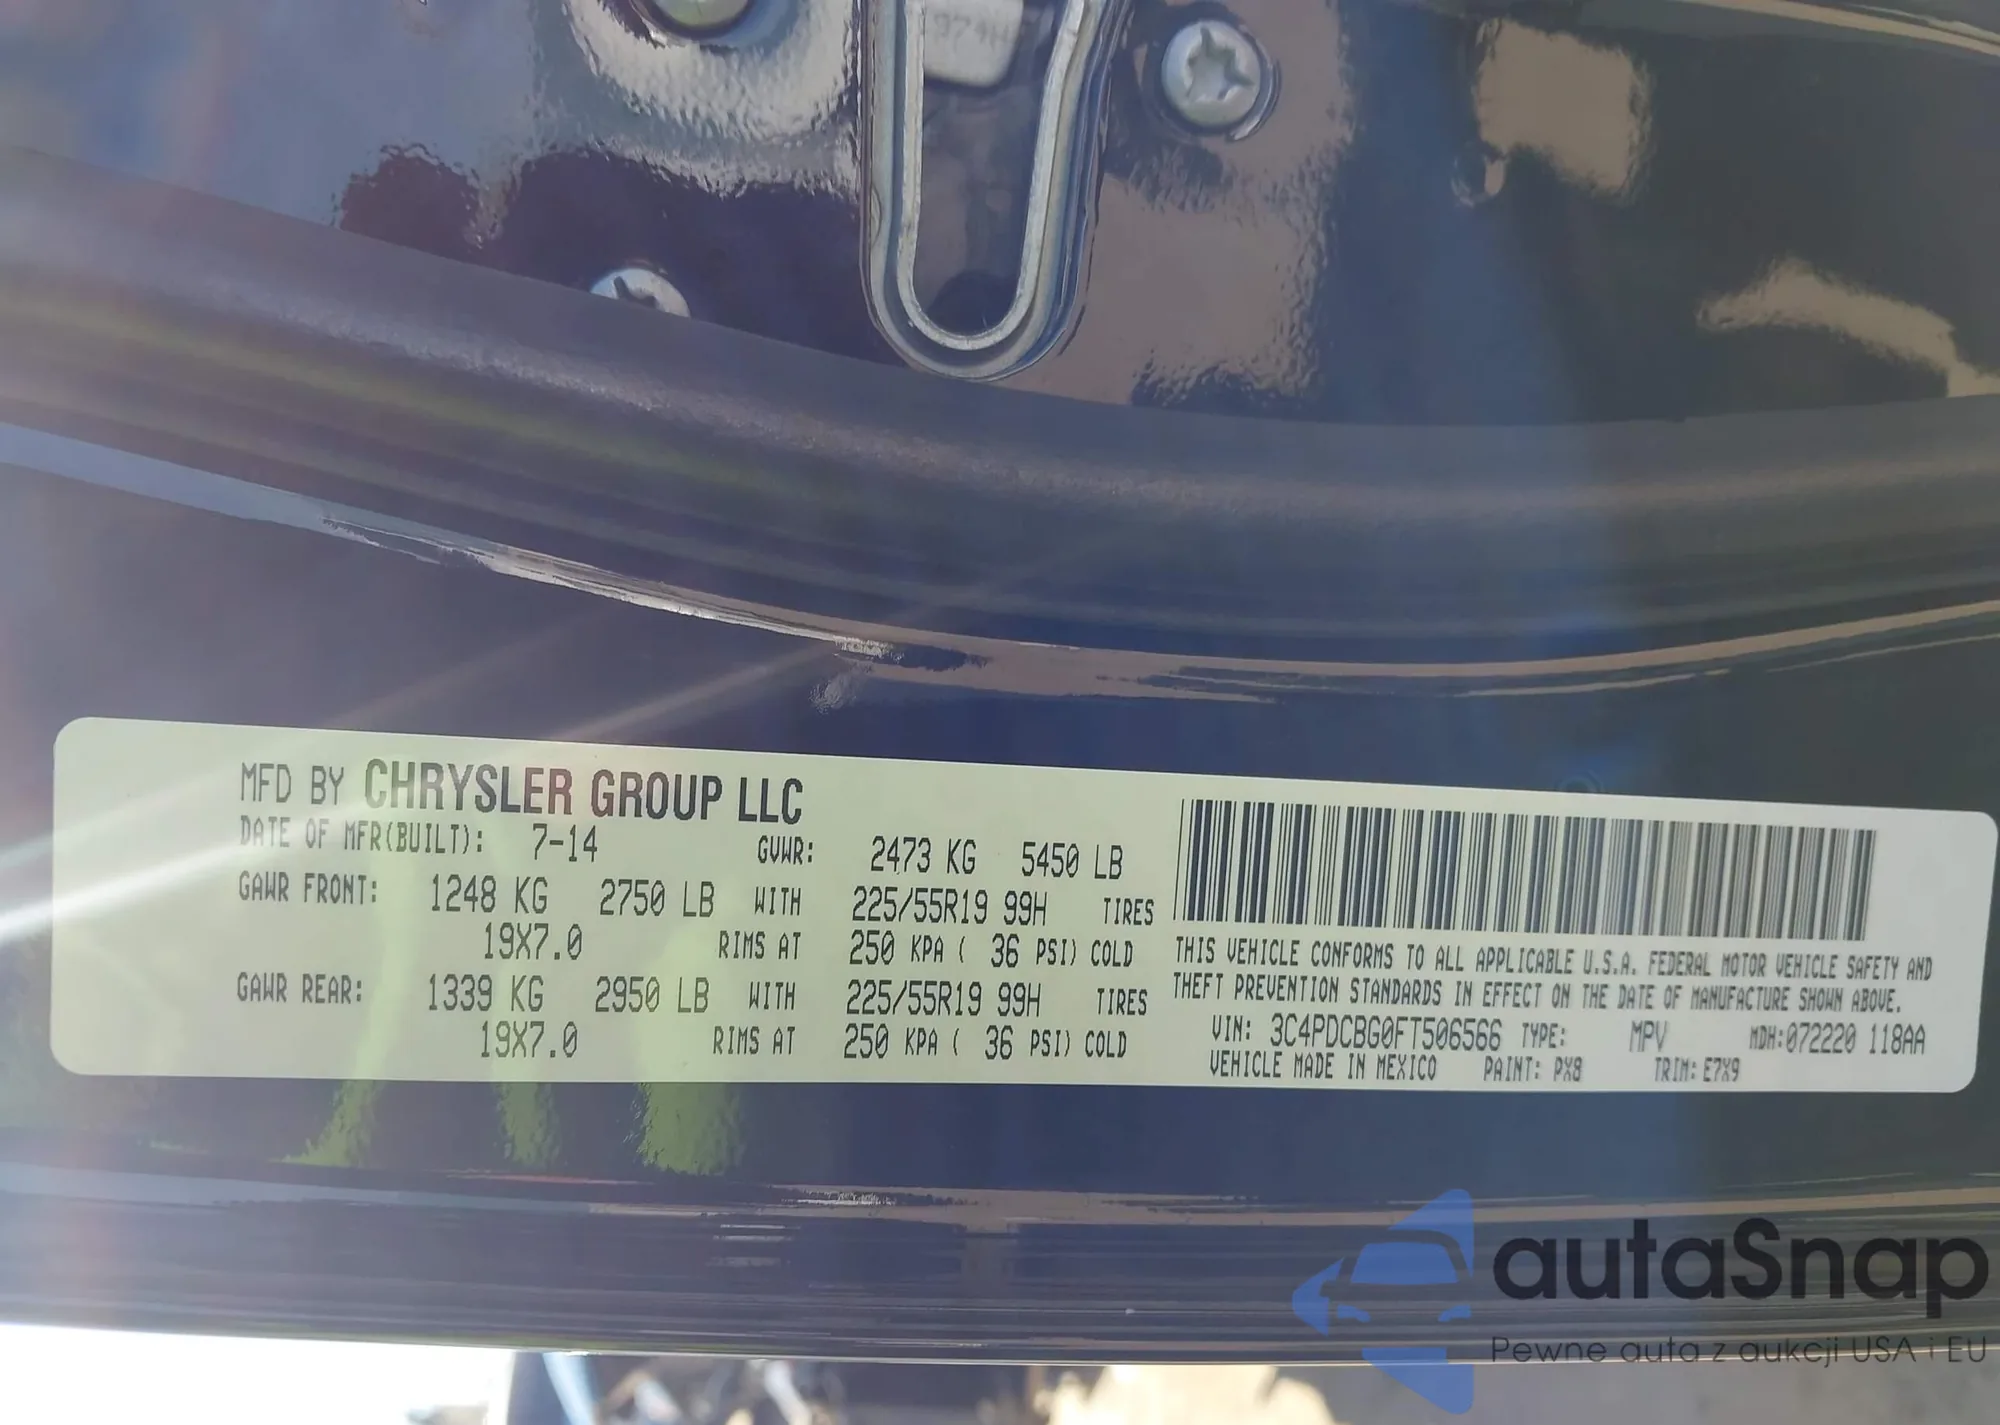 974H
MFD BY CHRYSLER GROUP LLC
DATE OF MFR(BUILT): 7-14 GVWR: 2473 KG 5450 LB
GAWR FRONT: 1248 KG 2750 LB WITH 225/55R19 99H TIRES
19X7.0 RIMS AT 250 KPA ( 36 PSI) COLD
GAWR REAR: 1339 KG 2950 LB WITH 225/55R19 99H TIRES
19X7.0 RIMS AT 250 KPA ( 36 PSI) COLD
THIS VEHICLE CONFORMS TO ALL APPLICABLE U.S.A. FEDERAL MOTOR VEHICLE SAFETY AND
THEFT PREVENTION STANDARDS IN EFFECT ON THE DATE OF MANUFACTURE SHOWN ABOVE.
VIN: 3C4PDCBG0FT506566 TYPE: MPV MDH:072220 118AA
VEHICLE MADE IN MEXICO PAINT: PX8 TRIM: E7X9
autaSnap
Pewne auta z aukcji USA i EU